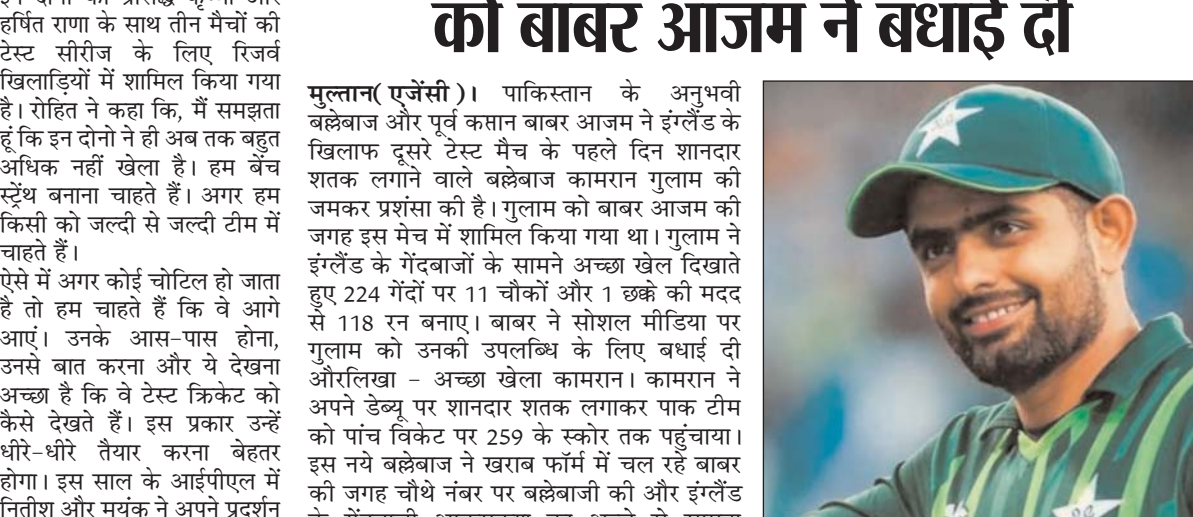 हर्षित राणा के साथ तीन मैचों की
टेस्ट सीरीज के लिए रिजर्व
खिलाड़ियों में शामिल किया गया
है। रोहित ने कहा कि, मैं समझता
हूं कि इन दोनो ने ही अब तक बहुत
अधिक नहीं खेला है। हम बेंच
स्ट्रेंथ बनाना चाहते हैं। अगर हम
किसी को जल्दी से जल्दी टीम में
चाहते हैं।
ऐसे में अगर कोई चोटिल हो जाता
है तो हम चाहते हैं कि वे आगे
आएं। उनके आस-पास होना,
उनसे बात करना और ये देखना
अच्छा है कि वे टेस्ट क्रिकेट को
कैसे देखते हैं। इस प्रकार उन्हें
धीरे-धीरे तैयार करना बेहतर
होगा। इस साल के आईपीएल में
नितीश और मयंक ने अपने प्रदर्शन
को बाबर आजम ने बधाई दी
मुल्तान( एजेंसी )। पाकिस्तान के अनुभवी
बल्लेबाज और पूर्व कप्तान बाबर आजम ने इंग्लैंड के
खिलाफ दूसरे टेस्ट मैच के पहले दिन शानदार
शतक लगाने वाले बल्लेबाज कामरान गुलाम की
जमकर प्रशंसा की है। गुलाम को बाबर आजम की
जगह इस मेच में शामिल किया गया था। गुलाम ने
इंग्लैंड के गेंदबाजों के सामने अच्छा खेल दिखाते
हुए 224 गेंदों पर 11 चौकों और 1 छक्के की मदद
से 118 रन बनाए। बाबर ने सोशल मीडिया पर
गुलाम को उनकी उपलब्धि के लिए बधाई दी
औरलिखा - अच्छा खेला कामरान। कामरान ने
अपने डेब्यू पर शानदार शतक लगाकर पाक टीम
को पांच विकेट पर 259 के स्कोर तक पहुंचाया।
इस नये बल्लेबाज ने खराब फॉर्म में चल रहे बाबर
की जगह चौथे नंबर पर बल्लेबाजी की और इंग्लैंड